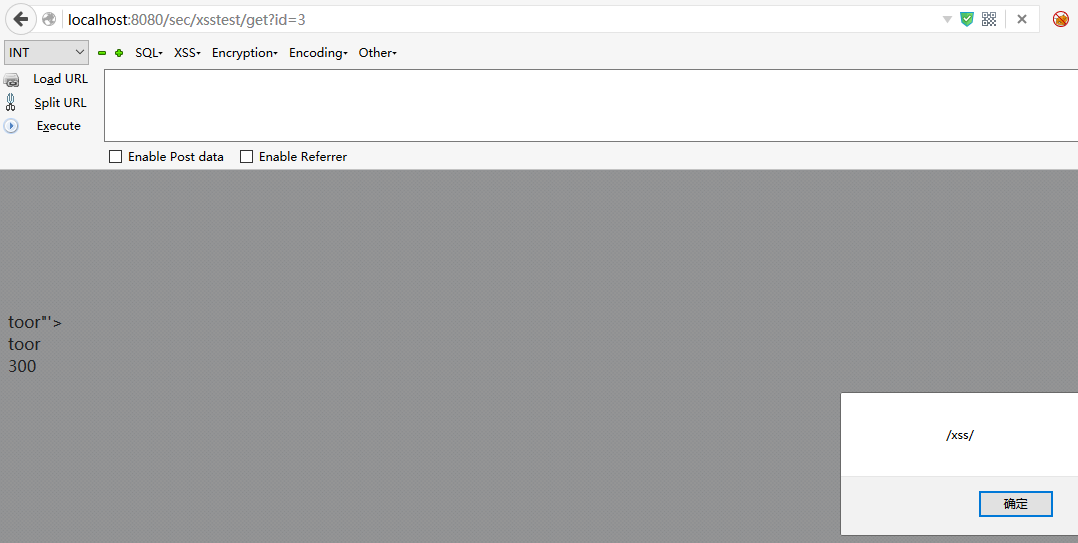 localhost:8080/sec/xsstest/get?id=3
INT SQL XSS Encryption Encoding Other
Load URL
Split URL
Execute
Enable Post data Enable Referrer
toor"'>
toor
300
/xss/
确定